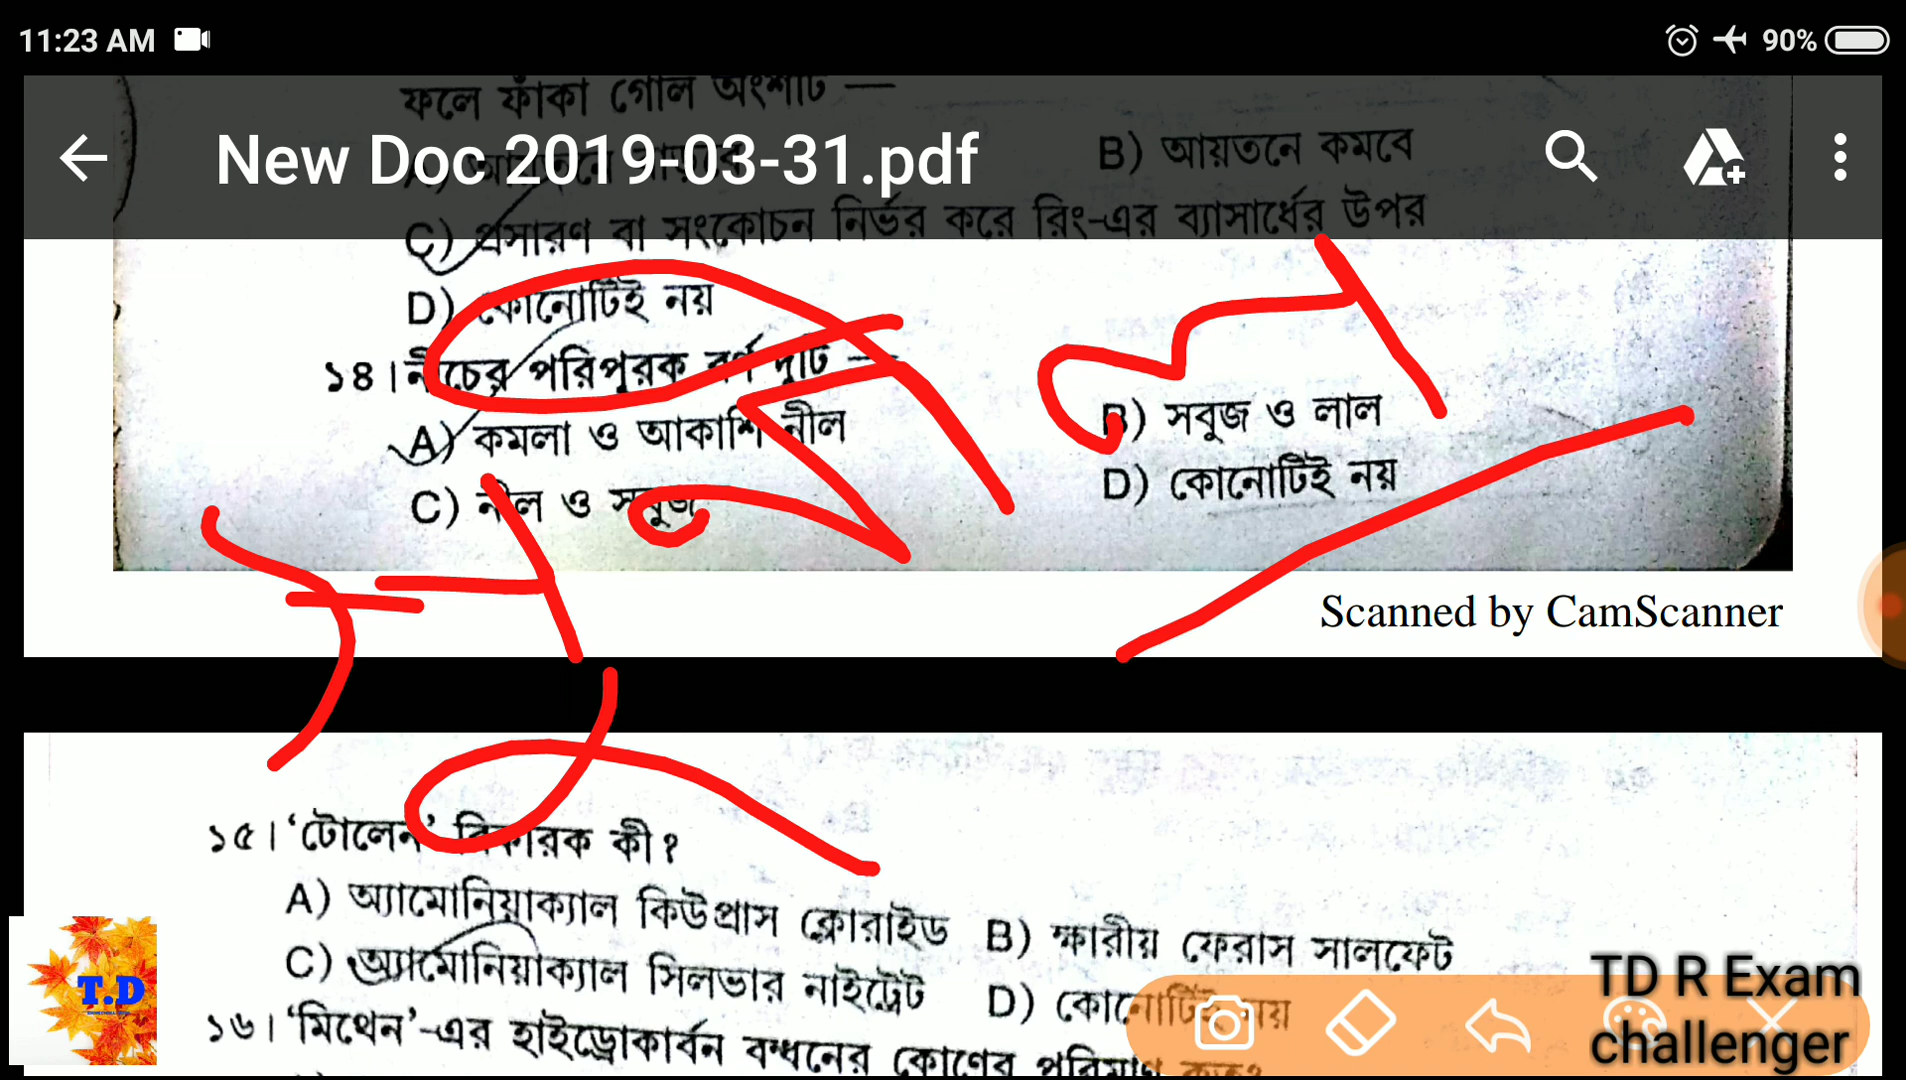 11:23 AM
90%
ফলে ফাঁকা গোল অংশটি —
New Doc 2019-03-31.pdf
B) আয়তনে কমবে
C) প্রসারণ বা সংকোচন নির্ভর করে রিং-এর ব্যাসার্ধের উপর
D) কোনোটিই নয়
১৪। নীচের পরিপূরক বর্ণ দুটি —
A) কমলা ও আকাশি নীল
B) সবুজ ও লাল
C) নীল ও সবুজ
D) কোনোটিই নয়
Scanned by CamScanner
১৫। ‘টোলেন’ বিকারক কী?
A) অ্যামোনিয়াক্যাল কিউপ্রাস ক্লোরাইড B) ক্ষারীয় ফেরাস সালফেট
C) অ্যামোনিয়াক্যাল সিলভার নাইট্রেট D) কোনোটিই নয়
১৬। ‘মিথেন’-এর হাইড্রোকার্বন বন্ধনের কোণের পরিমাণ কত?
T.D
TD R Exam
challenger